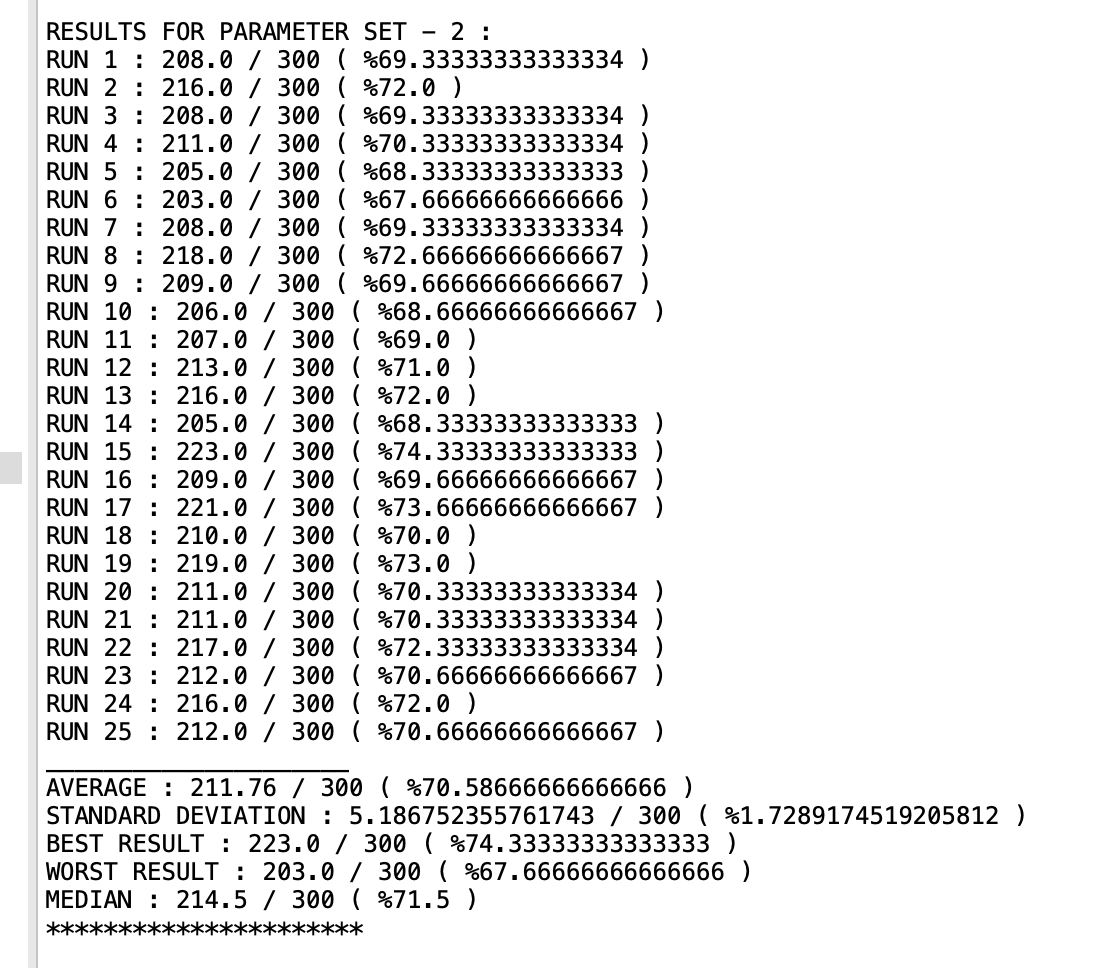 RESULTS FOR PARAMETER SET - 2 :
RUN 1 : 208.0 / 300 ( %69.33333333333334 )
RUN 2 : 216.0 / 300 ( %72.0 )
RUN 3 : 208.0 / 300 ( %69.33333333333334 )
RUN 4 : 211.0 / 300 ( %70.33333333333334 )
RUN 5 : 205.0 / 300 ( %68.33333333333333 )
RUN 6 : 203.0 / 300 ( %67.66666666666666 )
RUN 7 : 208.0 / 300 ( %69.33333333333334 )
RUN 8 : 218.0 / 300 ( %72.66666666666667 )
RUN 9 : 209.0 / 300 ( %69.66666666666667 )
RUN 10 : 206.0 / 300 ( %68.66666666666667 )
RUN 11 : 207.0 / 300 ( %69.0 )
RUN 12 : 213.0 / 300 ( %71.0 )
RUN 13 : 216.0 / 300 ( %72.0 )
RUN 14 : 205.0 / 300 ( %68.33333333333333 )
RUN 15 : 223.0 / 300 ( %74.33333333333333 )
RUN 16 : 209.0 / 300 ( %69.66666666666667 )
RUN 17 : 221.0 / 300 ( %73.66666666666667 )
RUN 18 : 210.0 / 300 ( %70.0 )
RUN 19 : 219.0 / 300 ( %73.0 )
RUN 20 : 211.0 / 300 ( %70.33333333333334 )
RUN 21 : 211.0 / 300 ( %70.33333333333334 )
RUN 22 : 217.0 / 300 ( %72.33333333333334 )
RUN 23 : 212.0 / 300 ( %70.66666666666667 )
RUN 24 : 216.0 / 300 ( %72.0 )
RUN 25 : 212.0 / 300 ( %70.66666666666667 )
_____________________
AVERAGE : 211.76 / 300 ( %70.58666666666666 )
STANDARD DEVIATION : 5.186752355761743 / 300 ( %1.7289174519205812 )
BEST RESULT : 223.0 / 300 ( %74.33333333333333 )
WORST RESULT : 203.0 / 300 ( %67.66666666666666 )
MEDIAN : 214.5 / 300 ( %71.5 )
**********************